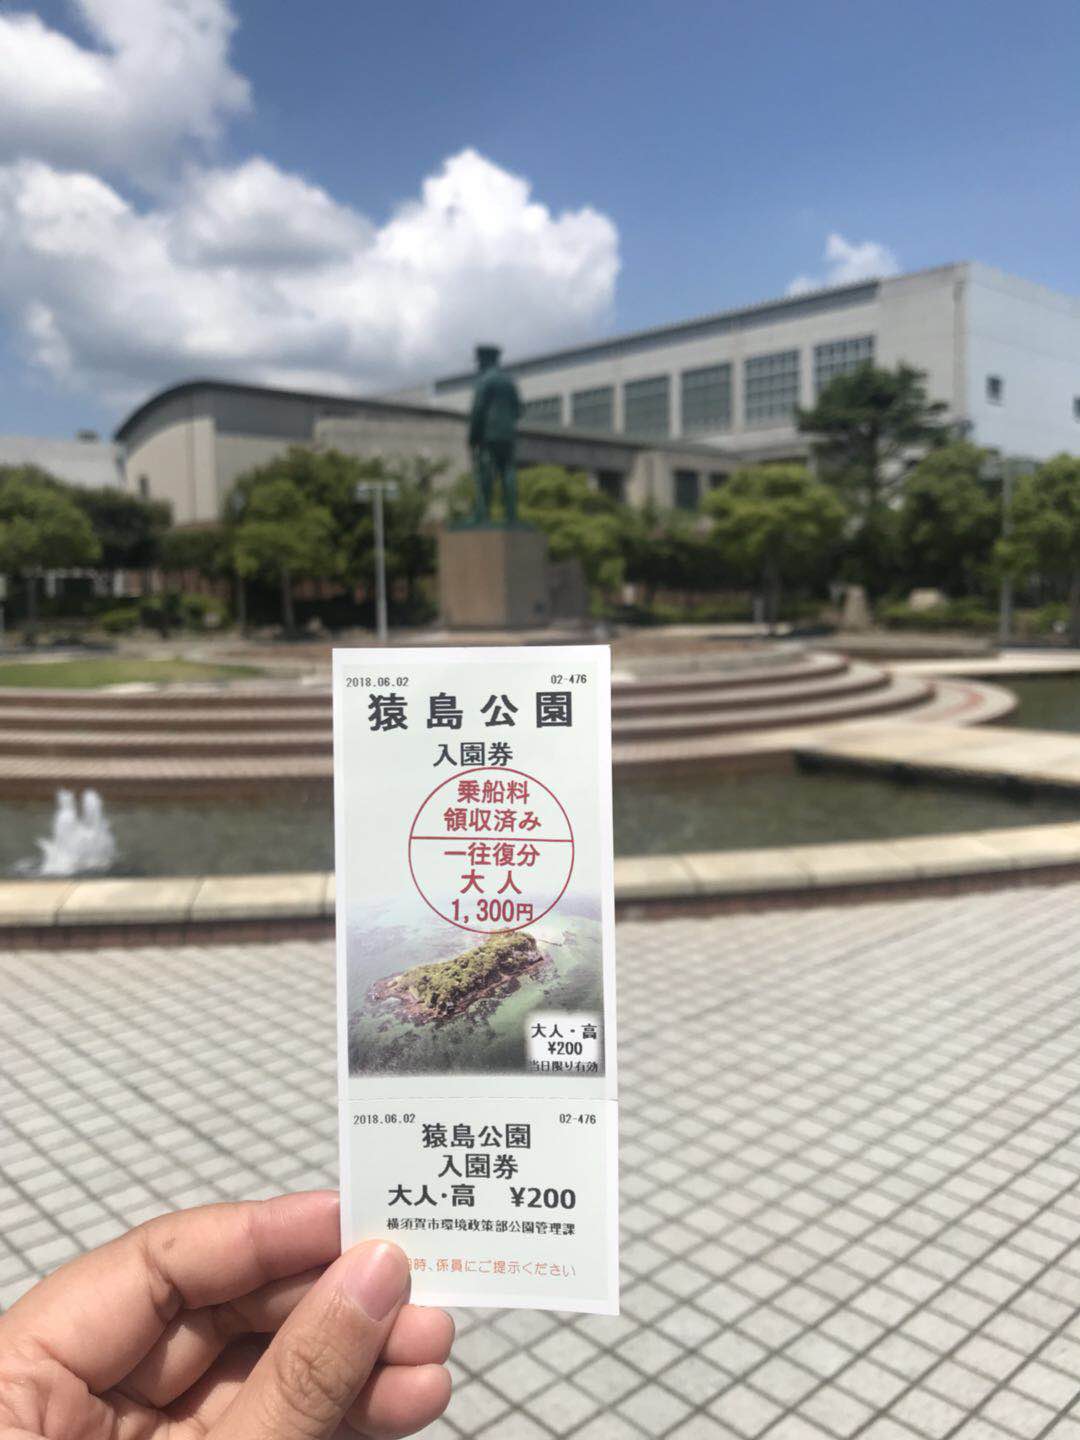 2018.06.02 02-476
猿島公園
入園券
乗船料
領収済み
一往復分
大人
1,300円
大人・高
¥200
当日限り有効
2018.06.02 02-476
猿島公園
入園券
大人・高 ¥200
横須賀市環境政策部公園管理課
時、係員にご提示ください